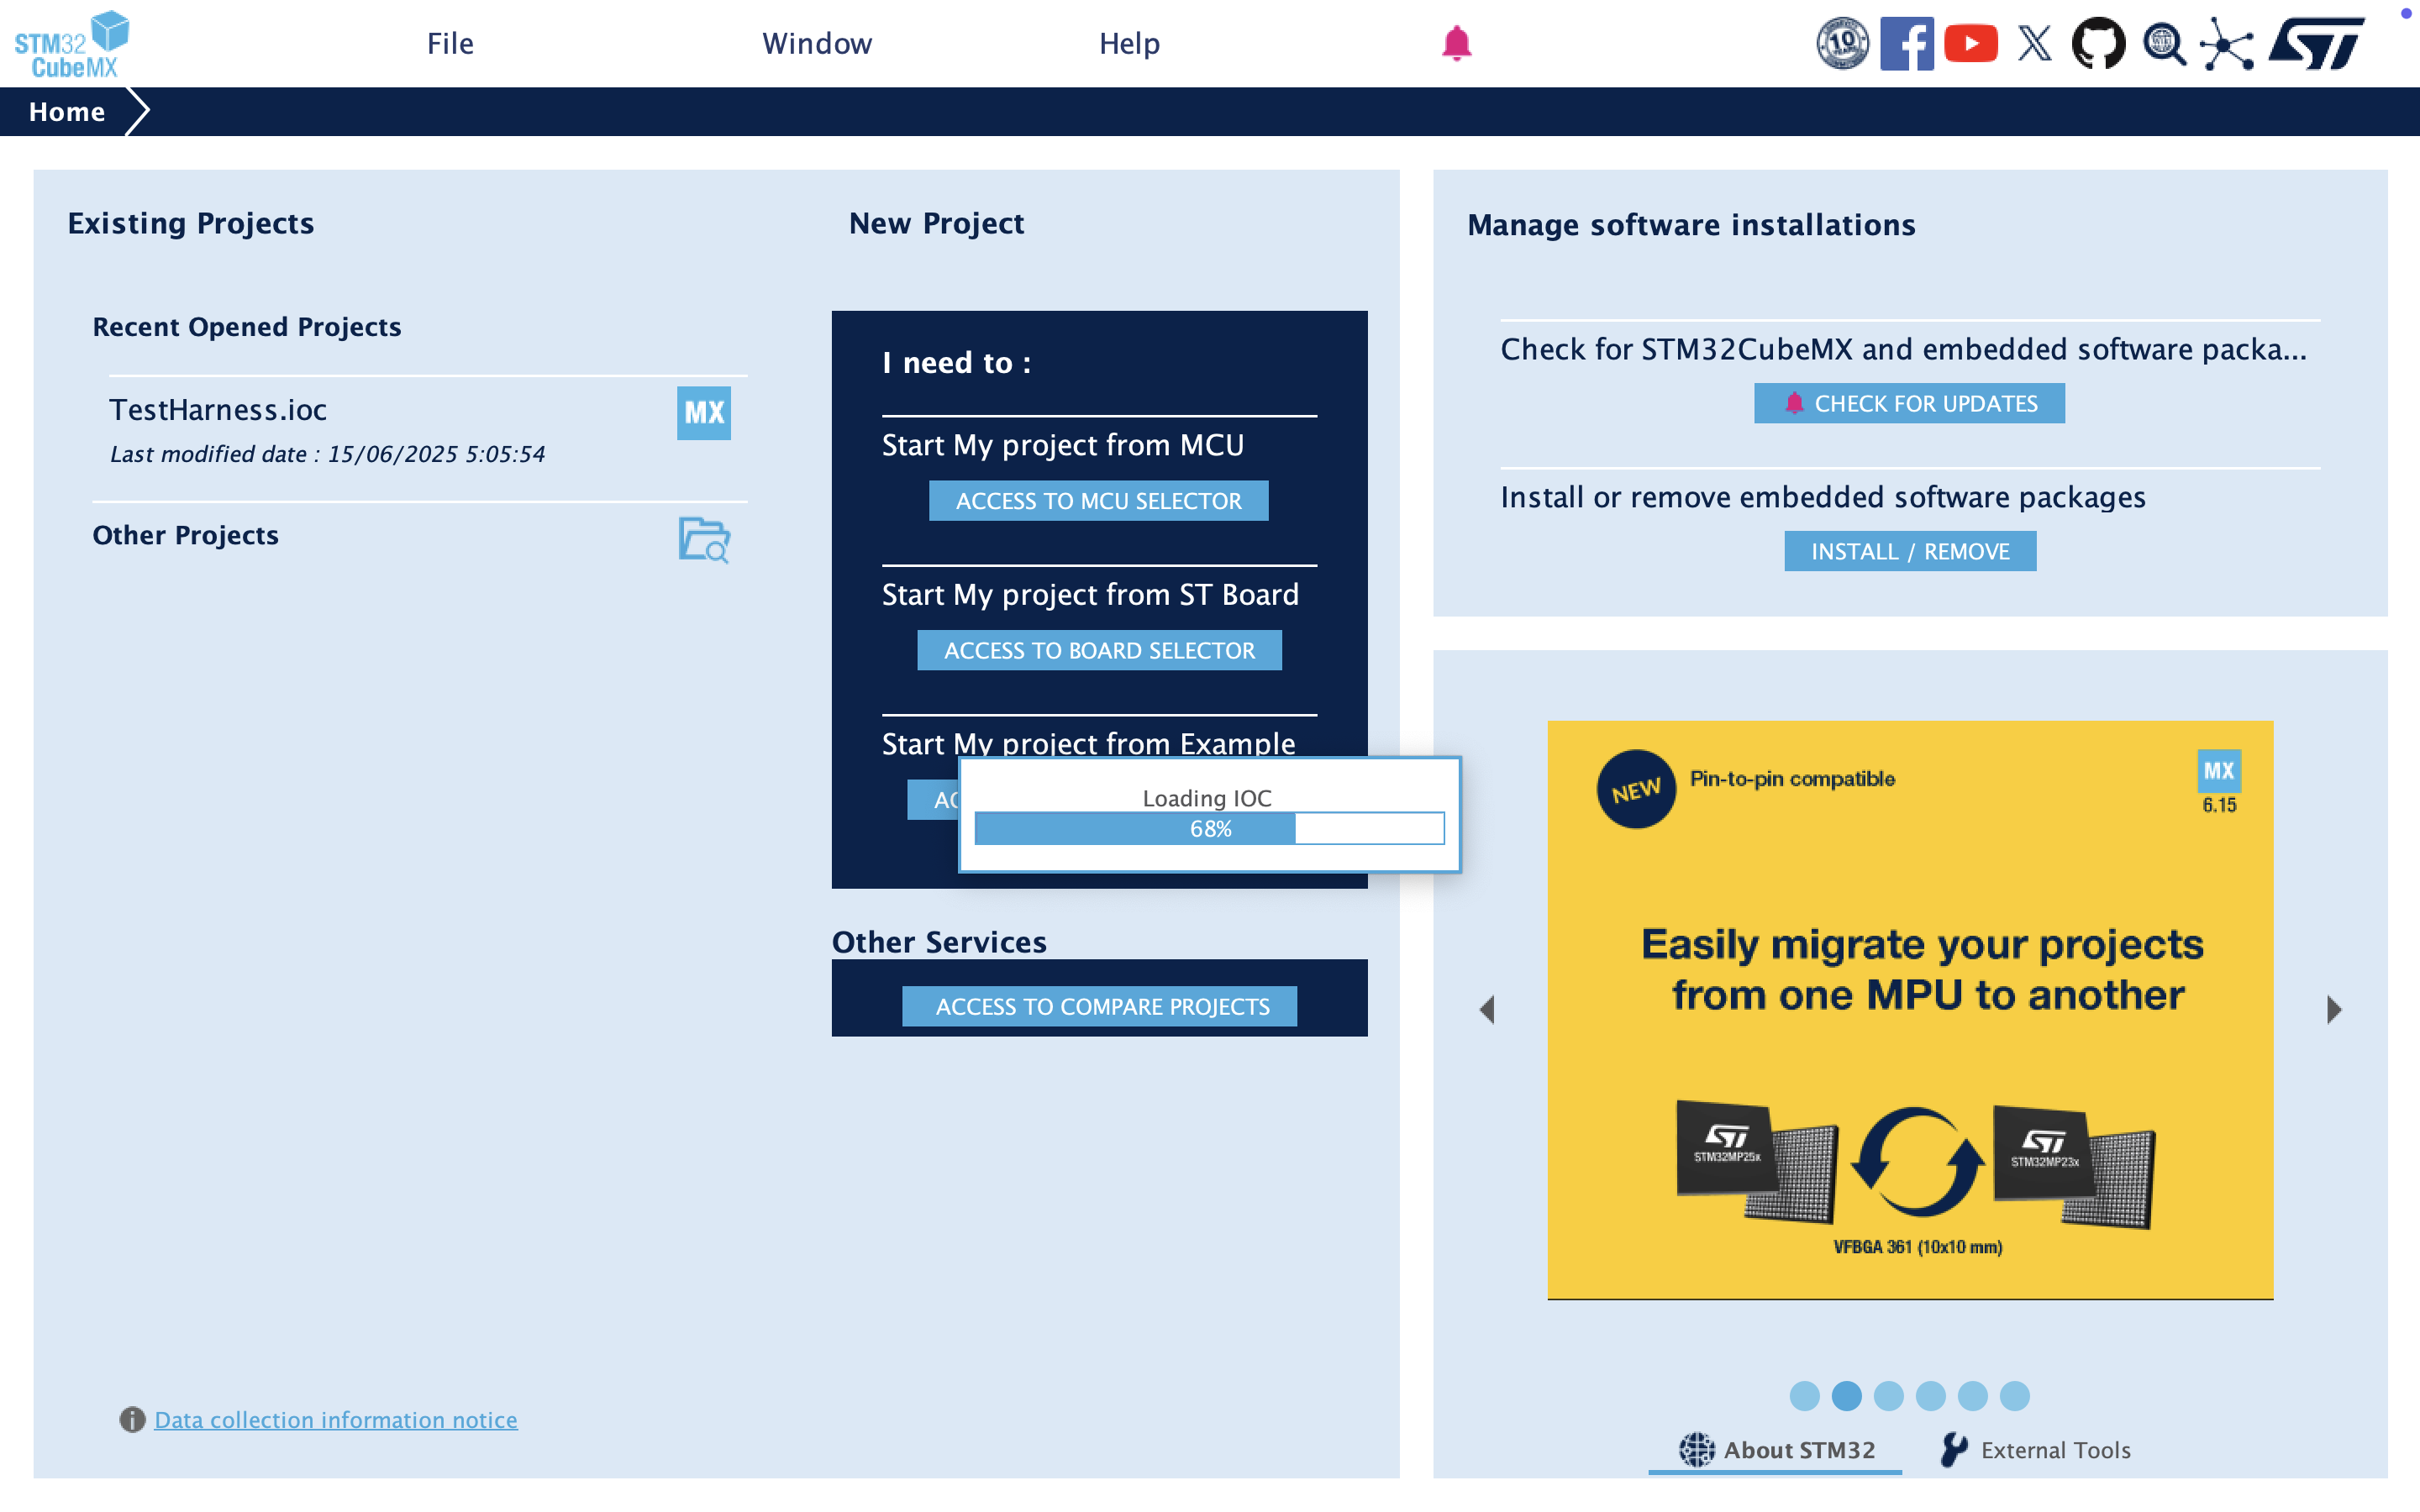 STM32
CubeMX
File
Window
Help
10
Home
Existing Projects
Recent Opened Projects
TestHarness.ioc
MX
Last modified date : 15/06/2025 5:05:54
Other Projects
Data collection information notice
New Project
I need to :
Start My project from MCU
ACCESS TO MCU SELECTOR
Start My project from ST Board
ACCESS TO BOARD SELECTOR
Start My project from Example
AC
Loading IOC
68%
Other Services
ACCESS TO COMPARE PROJECTS
Manage software installations
Check for STM32CubeMX and embedded software packa...
CHECK FOR UPDATES
Install or remove embedded software packages
INSTALL / REMOVE
NEW
Pin-to-pin compatible
MX
6.15
Easily migrate your projects
from one MPU to another
ST
STM32MP25x
ST
STM32MP23x
VFBGA 361 (10x10 mm)
About STM32
External Tools